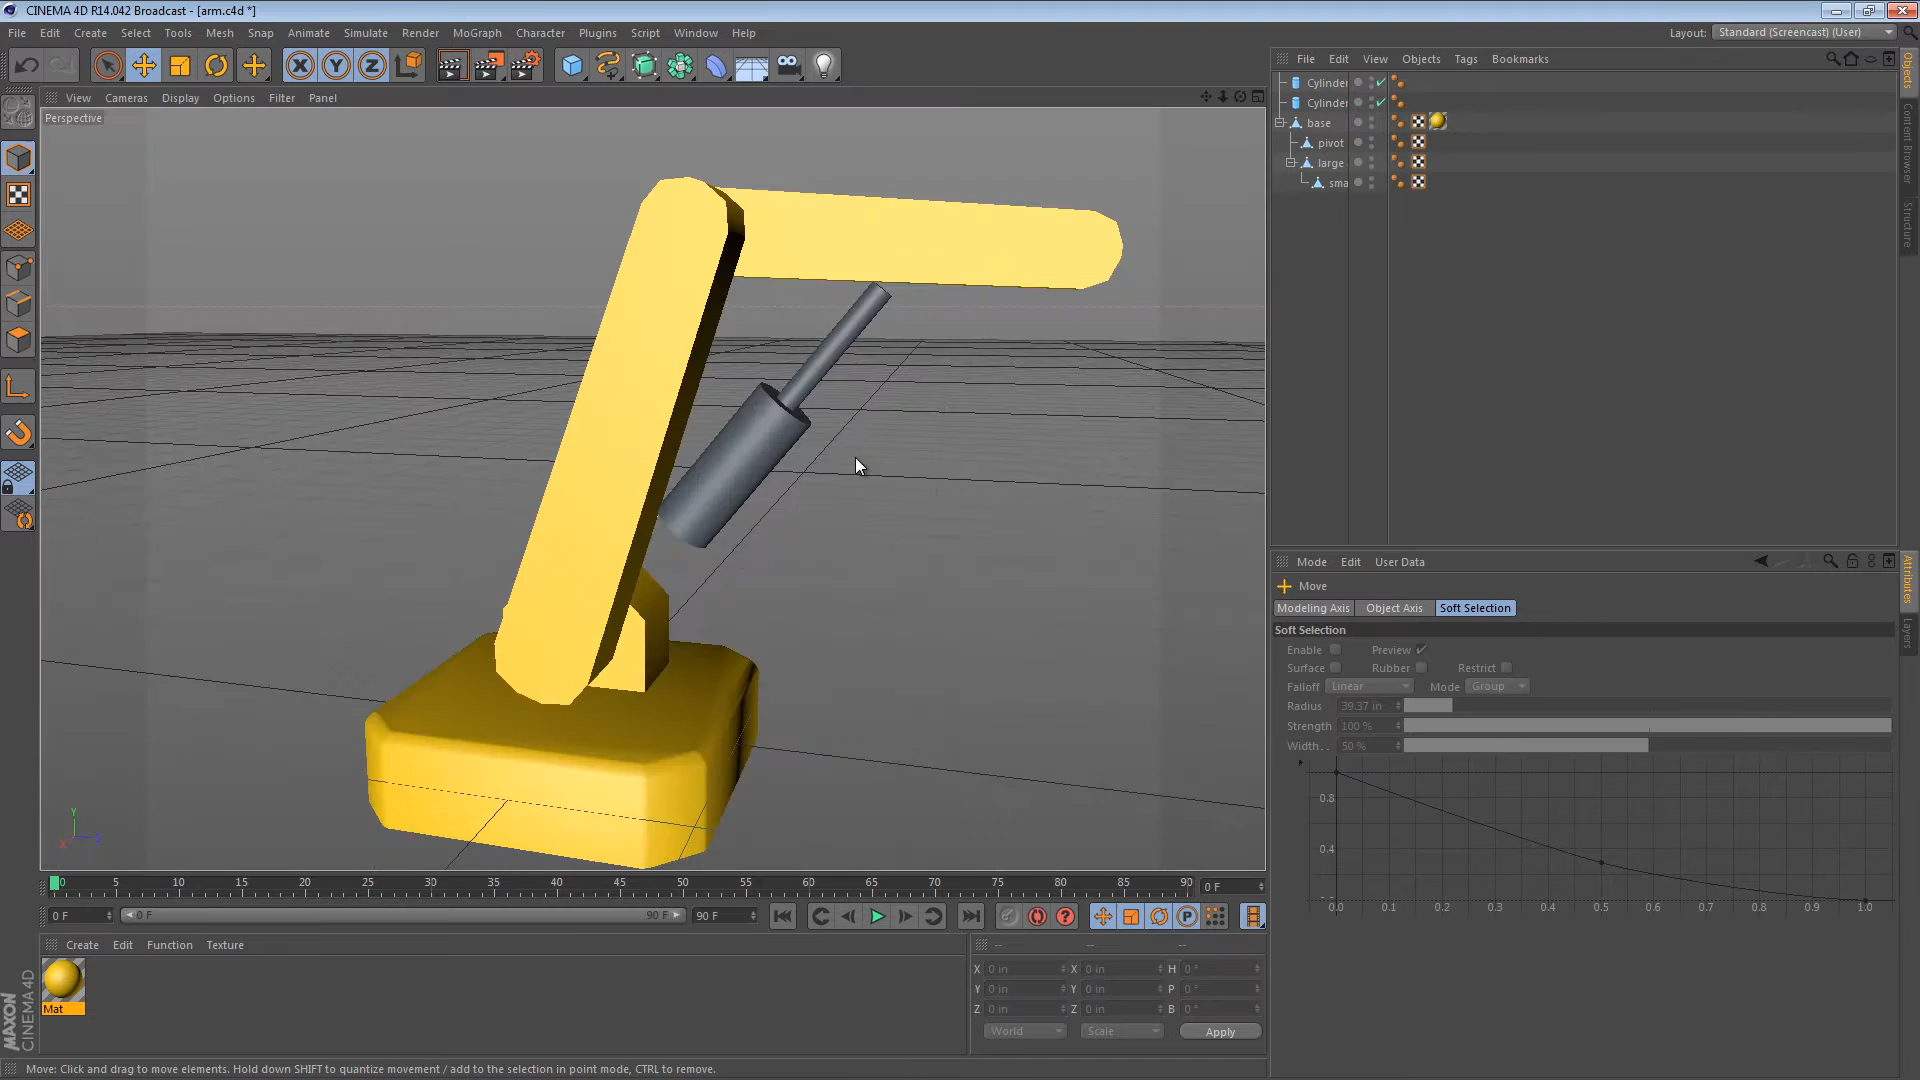 CINEMA 4D R14.042 Broadcast - [arm.c4d *]
File Edit Create Select Tools Mesh Snap Animate Simulate Render MoGraph Character Plugins Script Window Help
Layout: Standard (Screencast) (User)
View Cameras Display Options Filter Panel
Perspective
Y
X
File Edit View Objects Tags Bookmarks
Cylinder
Cylinder
base
pivot
large
sma
Objects
Content Browser
Structure
Mode Edit User Data
Move
Modeling Axis Object Axis Soft Selection
Soft Selection
Enable Preview
Surface Rubber Restrict
Falloff Linear Mode Group
Radius 39.37 in
Strength 100 %
Width . . 50 %
0.8
0.4
0.0 0.1 0.2 0.3 0.4 0.5 0.6 0.7 0.8 0.9 1.0
Attributes
Layers
0 5 10 15 20 25 30 35 40 45 50 55 60 65 70 75 80 85 90 0 F
0 F 0 F 90 F 90 F
P
Create Edit Function Texture
Mat
-- -- --
X 0 in X 0 in H 0 °
Y 0 in Y 0 in P 0 °
Z 0 in Z 0 in B 0 °
World Scale Apply
MAXON
CINEMA 4D
Move: Click and drag to move elements. Hold down SHIFT to quantize movement / add to the selection in point mode, CTRL to remove.